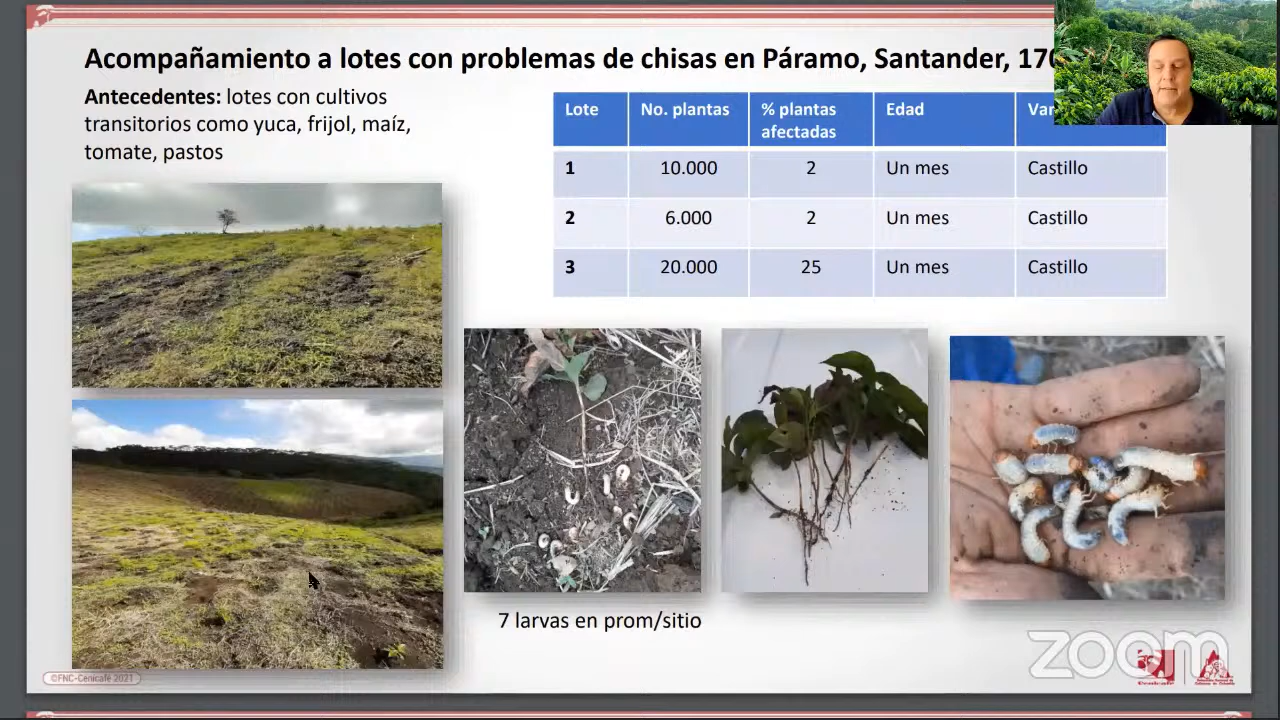 Acompañamiento a lotes con problemas de chisas en Páramo, Santander,
Antecedentes: lotes con cultivos
transitorios como yuca, frijol, maíz,
tomate, pastos
Lote No. plantas % plantas afectadas Edad
1 10.000 2 Un mes Castillo
2 6.000 2 Un mes Castillo
3 20.000 25 Un mes Castillo
7 larvas en prom/sitio
©FNC-Cenicafé 2021
zoom
Cenicafé